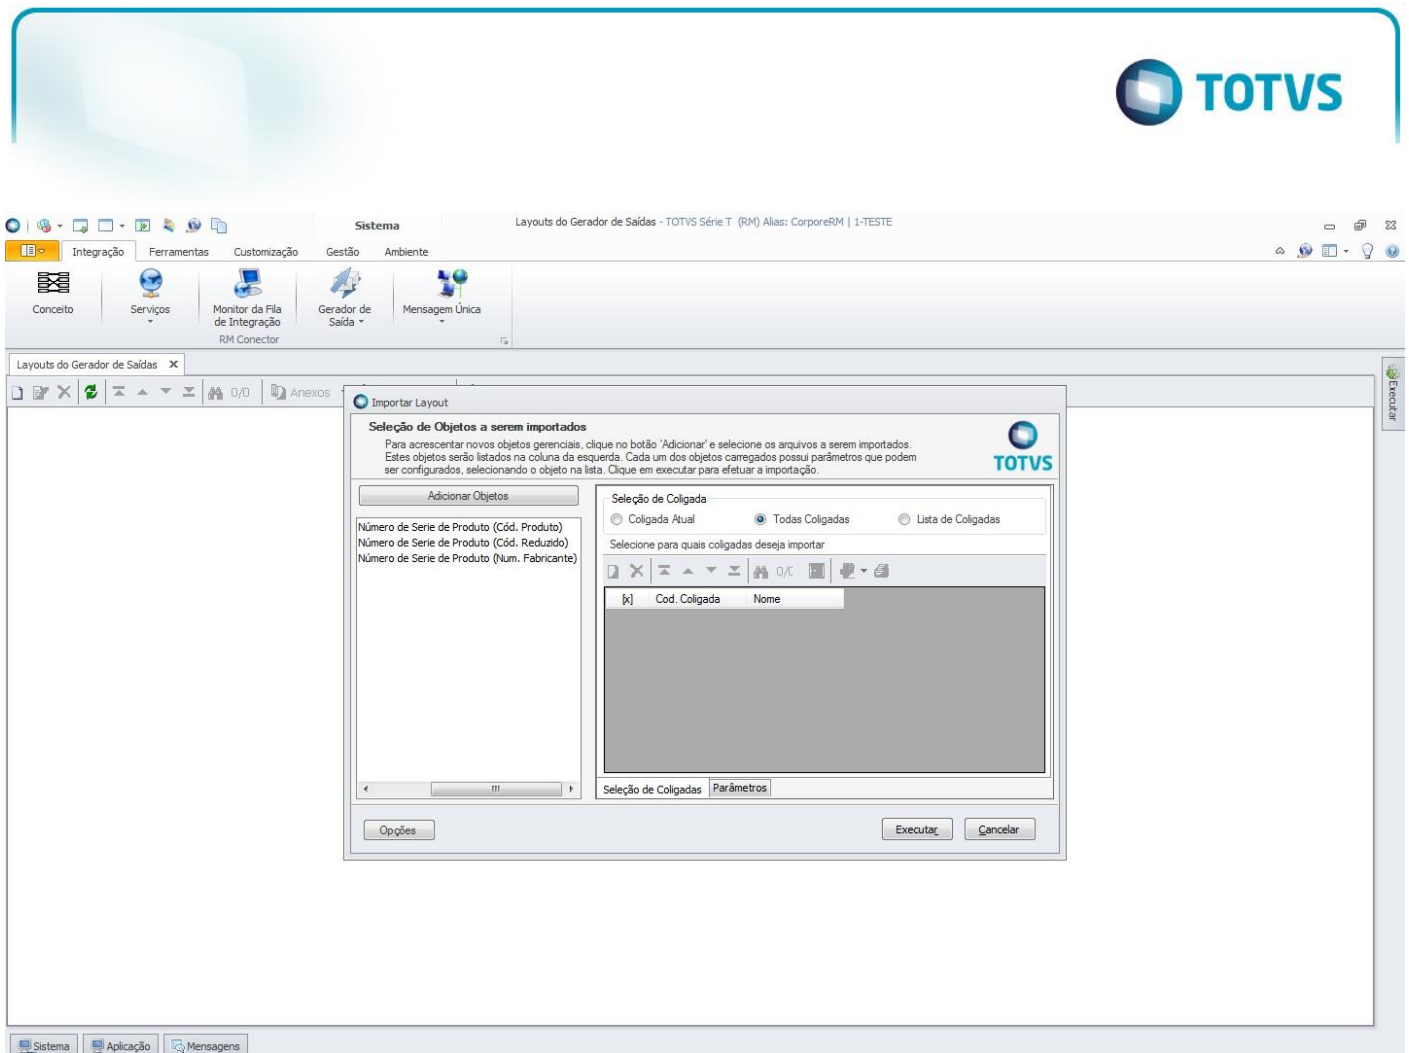 TOTVS
Sistema
Layouts do Gerador de Saídas - TOTVS Série T (RM) Alias: CorporeRM | 1-TESTE
Integração Ferramentas Customização Gestão Ambiente
Conceito
Serviços
Monitor da Fila de Integração
Gerador de Saída
Mensagem Única
RM Conector
Layouts do Gerador de Saídas X
0/0 Anexos
Executar
Importar Layout
Seleção de Objetos a serem importados
Para acrescentar novos objetos gerenciais, clique no botão 'Adicionar' e selecione os arquivos a serem importados.
Estes objetos serão listados na coluna da esquerda. Cada um dos objetos carregados possui parâmetros que podem
ser configurados, selecionando o objeto na lista. Clique em executar para efetuar a importação.
TOTVS
Adicionar Objetos
Número de Serie de Produto (Cód. Produto)
Número de Serie de Produto (Cód. Reduzido)
Número de Serie de Produto (Num. Fabricante)
Seleção de Coligada
Coligada Atual Todas Coligadas Lista de Coligadas
Selecione para quais coligadas deseja importar
[x] Cod. Coligada Nome
Seleção de Coligadas Parâmetros
Opções Executar Cancelar
Sistema Aplicação Mensagens